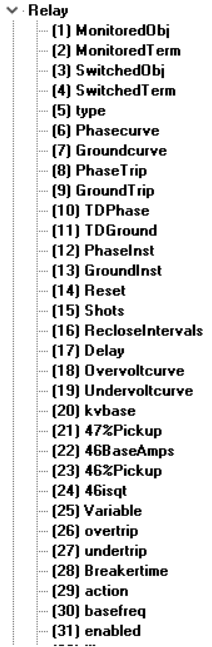 Relay
(1) MonitoredObj
(2) MonitoredTerm
(3) SwitchedObj
(4) SwitchedTerm
(5) type
(6) Phasecurve
(7) Groundcurve
(8) PhaseTrip
(9) GroundTrip
(10) TDPhase
(11) TDGround
(12) PhaseInst
(13) GroundInst
(14) Reset
(15) Shots
(16) RecloseIntervals
(17) Delay
(18) Overvoltcurve
(19) Undervoltcurve
(20) kvbase
(21) 47%Pickup
(22) 46BaseAmps
(23) 46%Pickup
(24) 46isqt
(25) Variable
(26) overtrip
(27) undertrip
(28) Breakertime
(29) action
(30) basefreq
(31) enabled